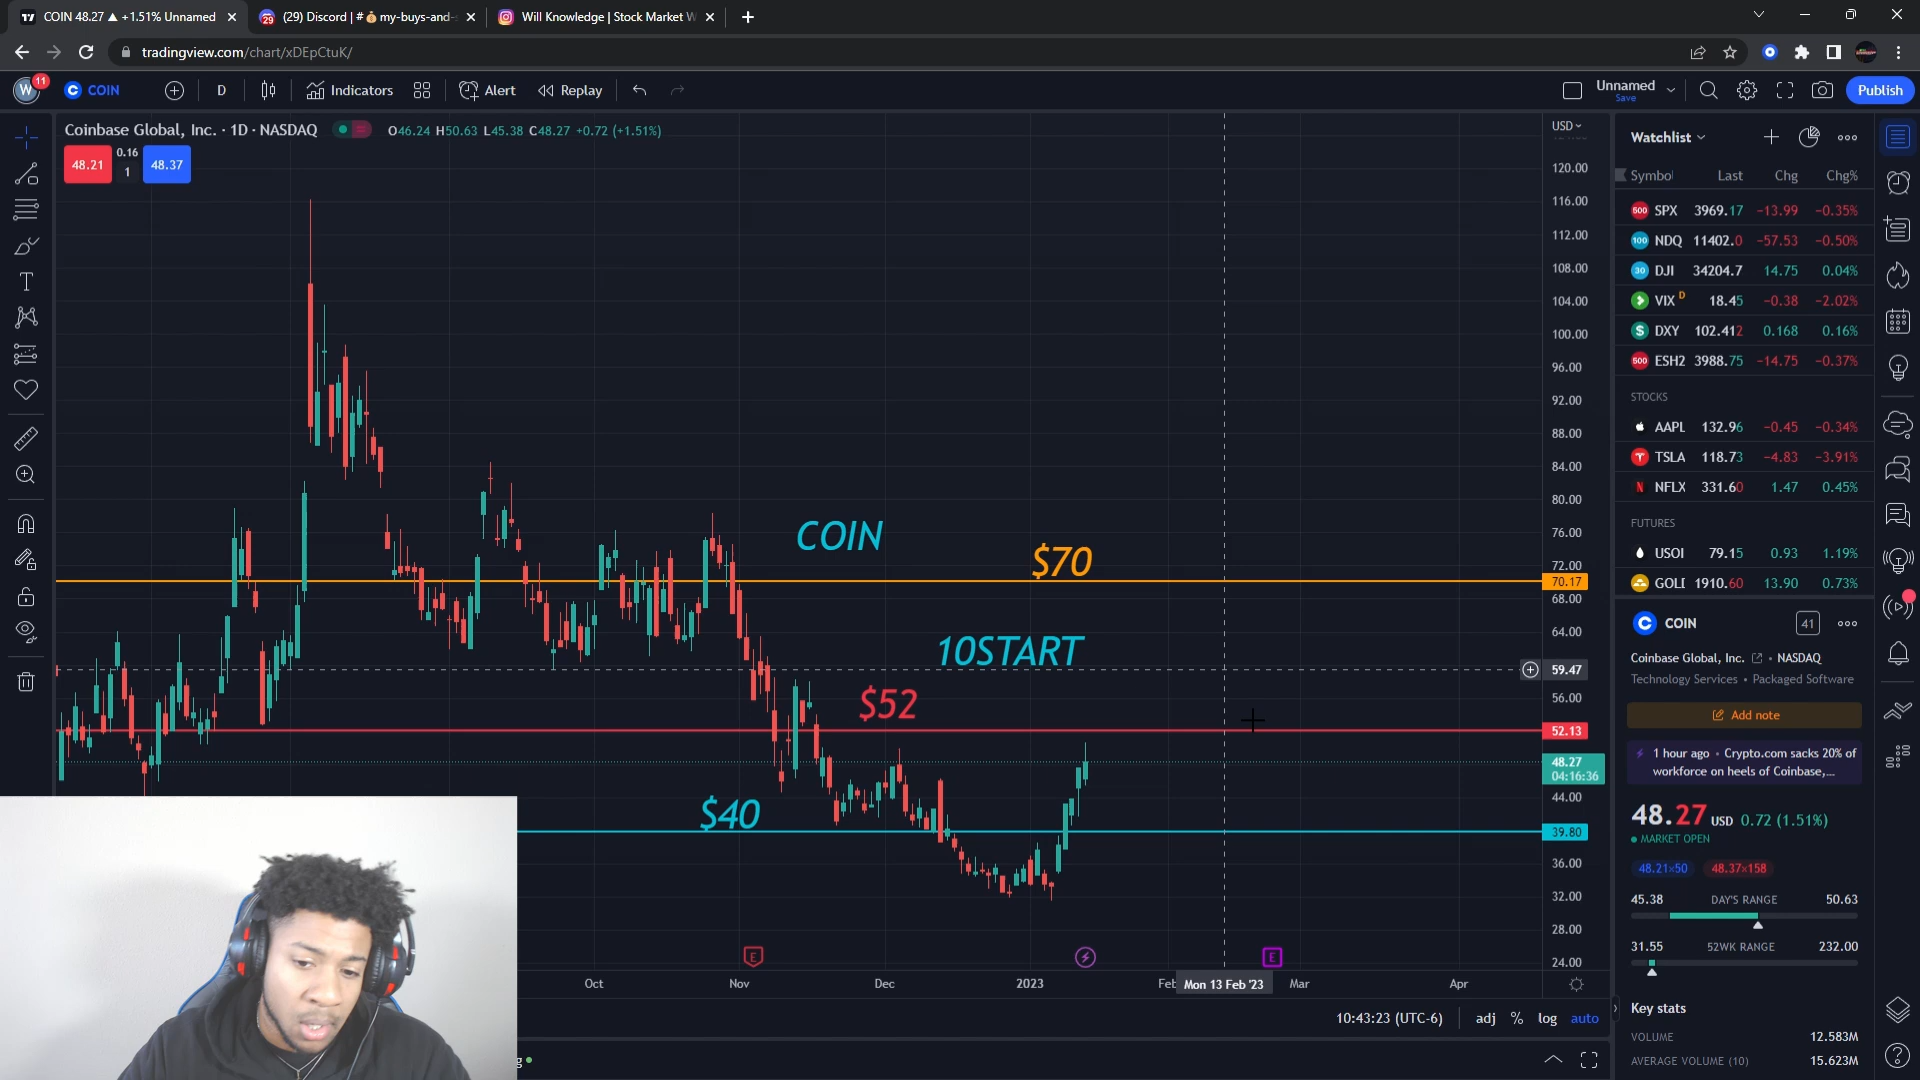 COIN 48.27 ▲ +1.51% Unnamed
(29) Discord | #💰my-buys-and-s
Will Knowledge | Stock Market W
tradingview.com/chart/xDEpCtuK/
W 11
COIN
D
Indicators
Alert
Replay
Unnamed
Save
Publish
Coinbase Global, Inc. · 1D · NASDAQ
O46.24 H50.63 L45.38 C48.27 +0.72 (+1.51%)
48.21
0.16
1
48.37
USD
120.00
116.00
112.00
108.00
104.00
100.00
96.00
92.00
88.00
84.00
80.00
76.00
72.00
70.17
68.00
64.00
59.47
56.00
52.13
48.27
04:16:36
44.00
39.80
36.00
32.00
28.00
24.00
COIN
$70
10START
$52
$40
E
E
Oct
Nov
Dec
2023
Feb
Mon 13 Feb '23
Mar
Apr
10:43:23 (UTC-6)
adj
%
log
auto
Watchlist
Symbol Last Chg Chg%
500 SPX 3969.17 −13.99 −0.35%
100 NDQ 11402.0 −57.53 −0.50%
30 DJI 34204.7 14.75 0.04%
VIX D 18.45 −0.38 −2.02%
$ DXY 102.412 0.168 0.16%
500 ESH2 3988.75 −14.75 −0.37%
STOCKS
AAPL 132.96 −0.45 −0.34%
TSLA 118.73 −4.83 −3.91%
NFLX 331.60 1.47 0.45%
FUTURES
USOI 79.15 0.93 1.19%
GOLD 1910.60 13.90 0.73%
COIN
41
Coinbase Global, Inc. • NASDAQ
Technology Services • Packaged Software
Add note
1 hour ago • Crypto.com sacks 20% of
workforce on heels of Coinbase,...
48.27 USD 0.72 (1.51%)
MARKET OPEN
48.21×50
48.37×158
45.38 DAY'S RANGE 50.63
31.55 52WK RANGE 232.00
Key stats
VOLUME 12.583M
AVERAGE VOLUME (10) 15.623M